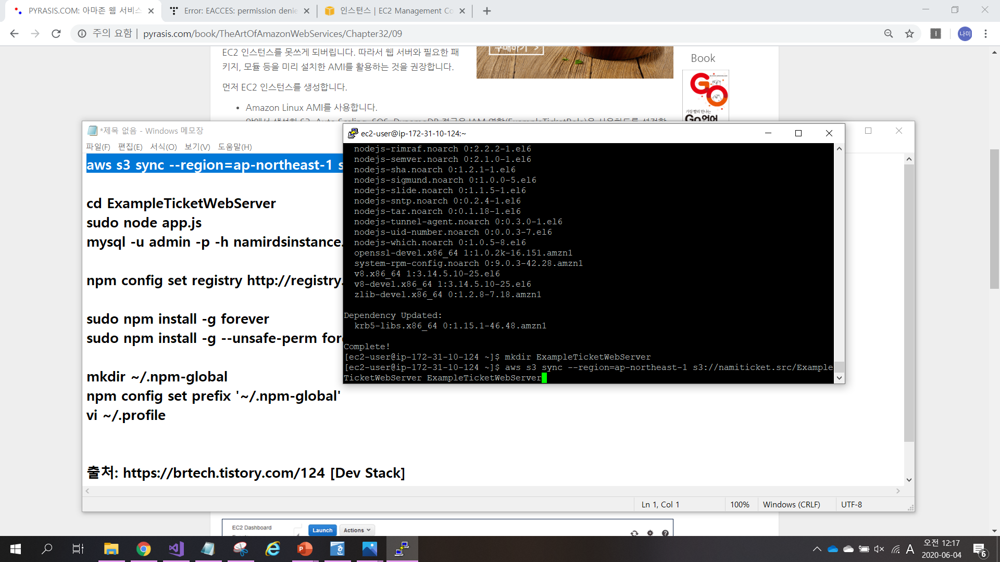 PYRASIS.COM: 아마존 웹 서비스
Error: EACCES: permission denie
인스턴스 | EC2 Management Co
주의 요함 | pyrasis.com/book/TheArtOfAmazonWebServices/Chapter32/09
나미
EC2 인스턴스를 못쓰게 되버립니다. 따라서 웹 서버와 필요한 패
키지, 모듈 등을 미리 설치한 AMI를 활용하는 것을 권장합니다.
먼저 EC2 인스턴스를 생성합니다.
• Amazon Linux AMI를 사용합니다.
구매하기 >
Book
GO
가장 빨리 만나는
Go 언어
*제목 없음 - Windows 메모장
파일(F) 편집(E) 서식(O) 보기(V) 도움말(H)
aws s3 sync --region=ap-northeast-1 s
cd ExampleTicketWebServer
sudo node app.js
mysql -u admin -p -h namirdsinstance.
npm config set registry http://registry.
sudo npm install -g forever
sudo npm install -g --unsafe-perm fore
mkdir ~/.npm-global
npm config set prefix '~/.npm-global'
vi ~/.profile
출처: https://brtech.tistory.com/124 [Dev Stack]
Ln 1, Col 1
100%
Windows (CRLF)
UTF-8
ec2-user@ip-172-31-10-124:~
nodejs-rimraf.noarch 0:2.2.2-1.el6
nodejs-semver.noarch 0:2.1.0-1.el6
nodejs-sha.noarch 0:1.2.1-1.el6
nodejs-sigmund.noarch 0:1.0.0-5.el6
nodejs-slide.noarch 0:1.1.5-1.el6
nodejs-sntp.noarch 0:0.2.4-1.el6
nodejs-tar.noarch 0:0.1.18-1.el6
nodejs-tunnel-agent.noarch 0:0.3.0-1.el6
nodejs-uid-number.noarch 0:0.0.3-7.el6
nodejs-which.noarch 0:1.0.5-8.el6
openssl-devel.x86_64 1:1.0.2k-16.151.amzn1
system-rpm-config.noarch 0:9.0.3-42.28.amzn1
v8.x86_64 1:3.14.5.10-25.el6
v8-devel.x86_64 1:3.14.5.10-25.el6
zlib-devel.x86_64 0:1.2.8-7.18.amzn1
Dependency Updated:
krb5-libs.x86_64 0:1.15.1-46.48.amzn1
Complete!
[ec2-user@ip-172-31-10-124 ~]$ mkdir ExampleTicketWebServer
[ec2-user@ip-172-31-10-124 ~]$ aws s3 sync --region=ap-northeast-1 s3://namiticket.src/Example
TicketWebServer ExampleTicketWebServer
EC2 Dashboard
Launch
Actions
A
오전 12:17
2020-06-04
6